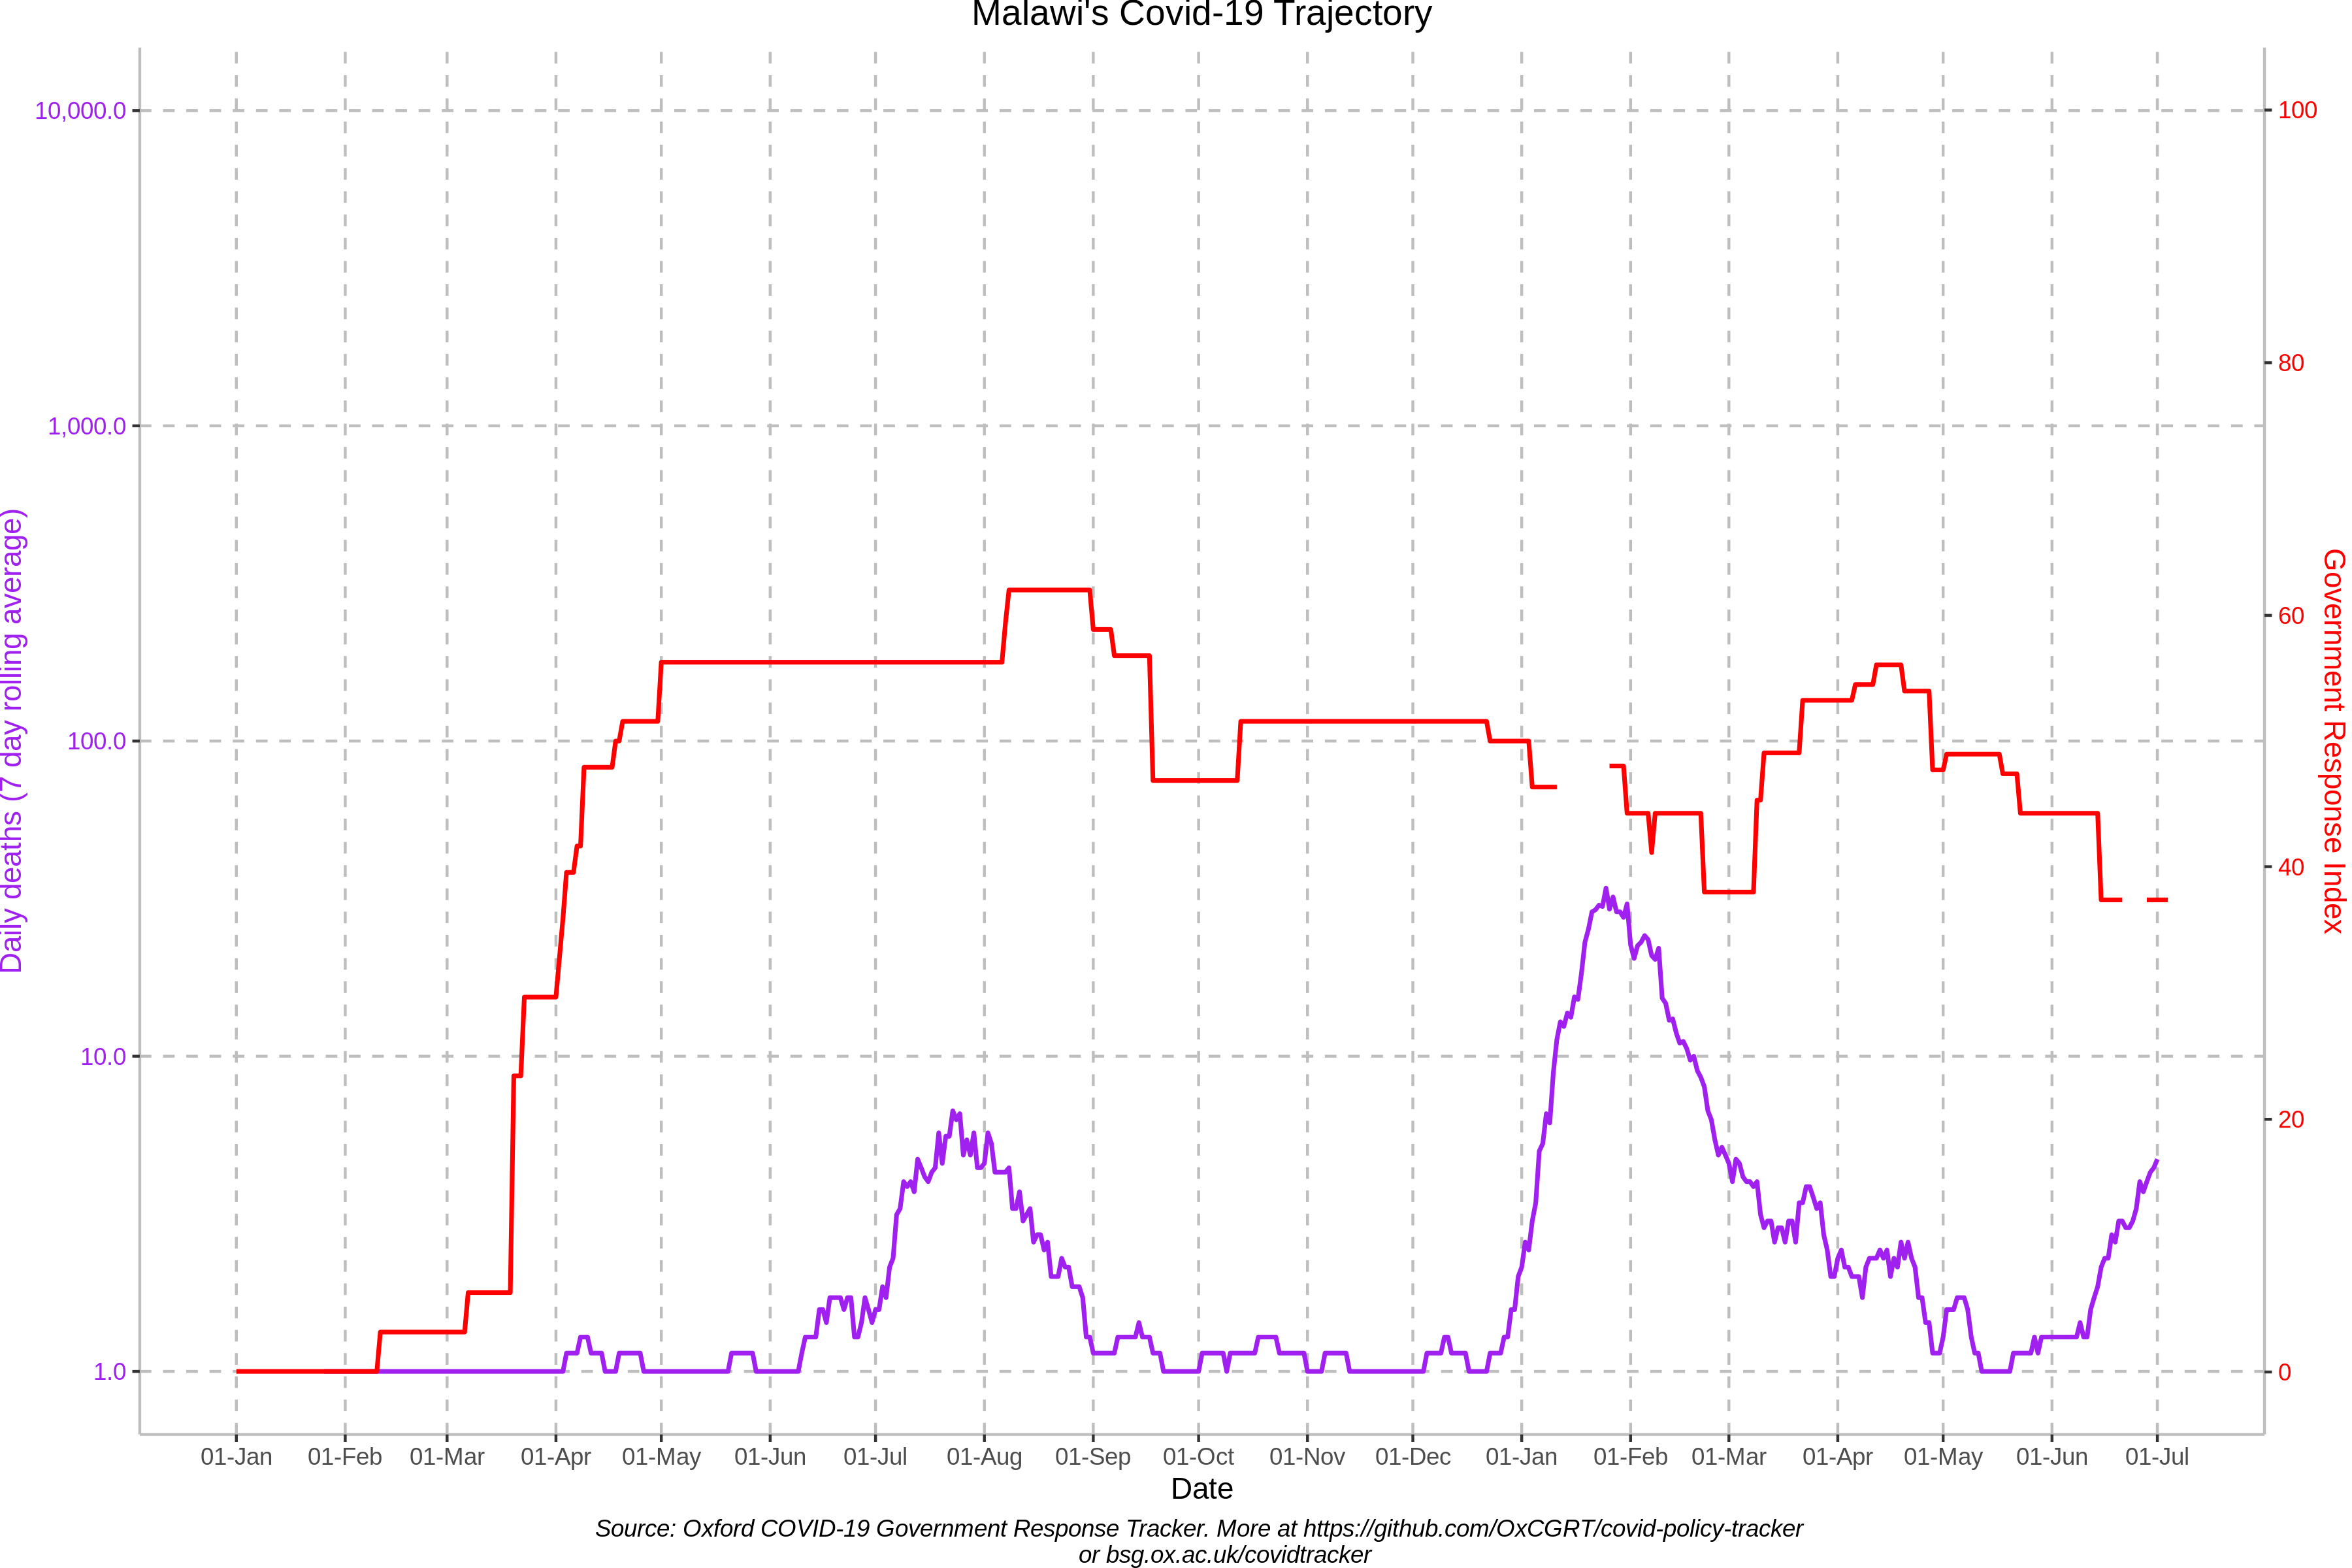 Malawi's Covid-19 Trajectory
10,000.0
1,000.0
100.0
10.0
1.0
Daily deaths (7 day rolling average)
100
80
60
40
20
0
Government Response Index
01-Jan 01-Feb 01-Mar 01-Apr 01-May 01-Jun 01-Jul 01-Aug 01-Sep 01-Oct 01-Nov 01-Dec 01-Jan 01-Feb 01-Mar 01-Apr 01-May 01-Jun 01-Jul
Date
Source: Oxford COVID-19 Government Response Tracker. More at https://github.com/OxCGRT/covid-policy-tracker
or bsg.ox.ac.uk/covidtracker